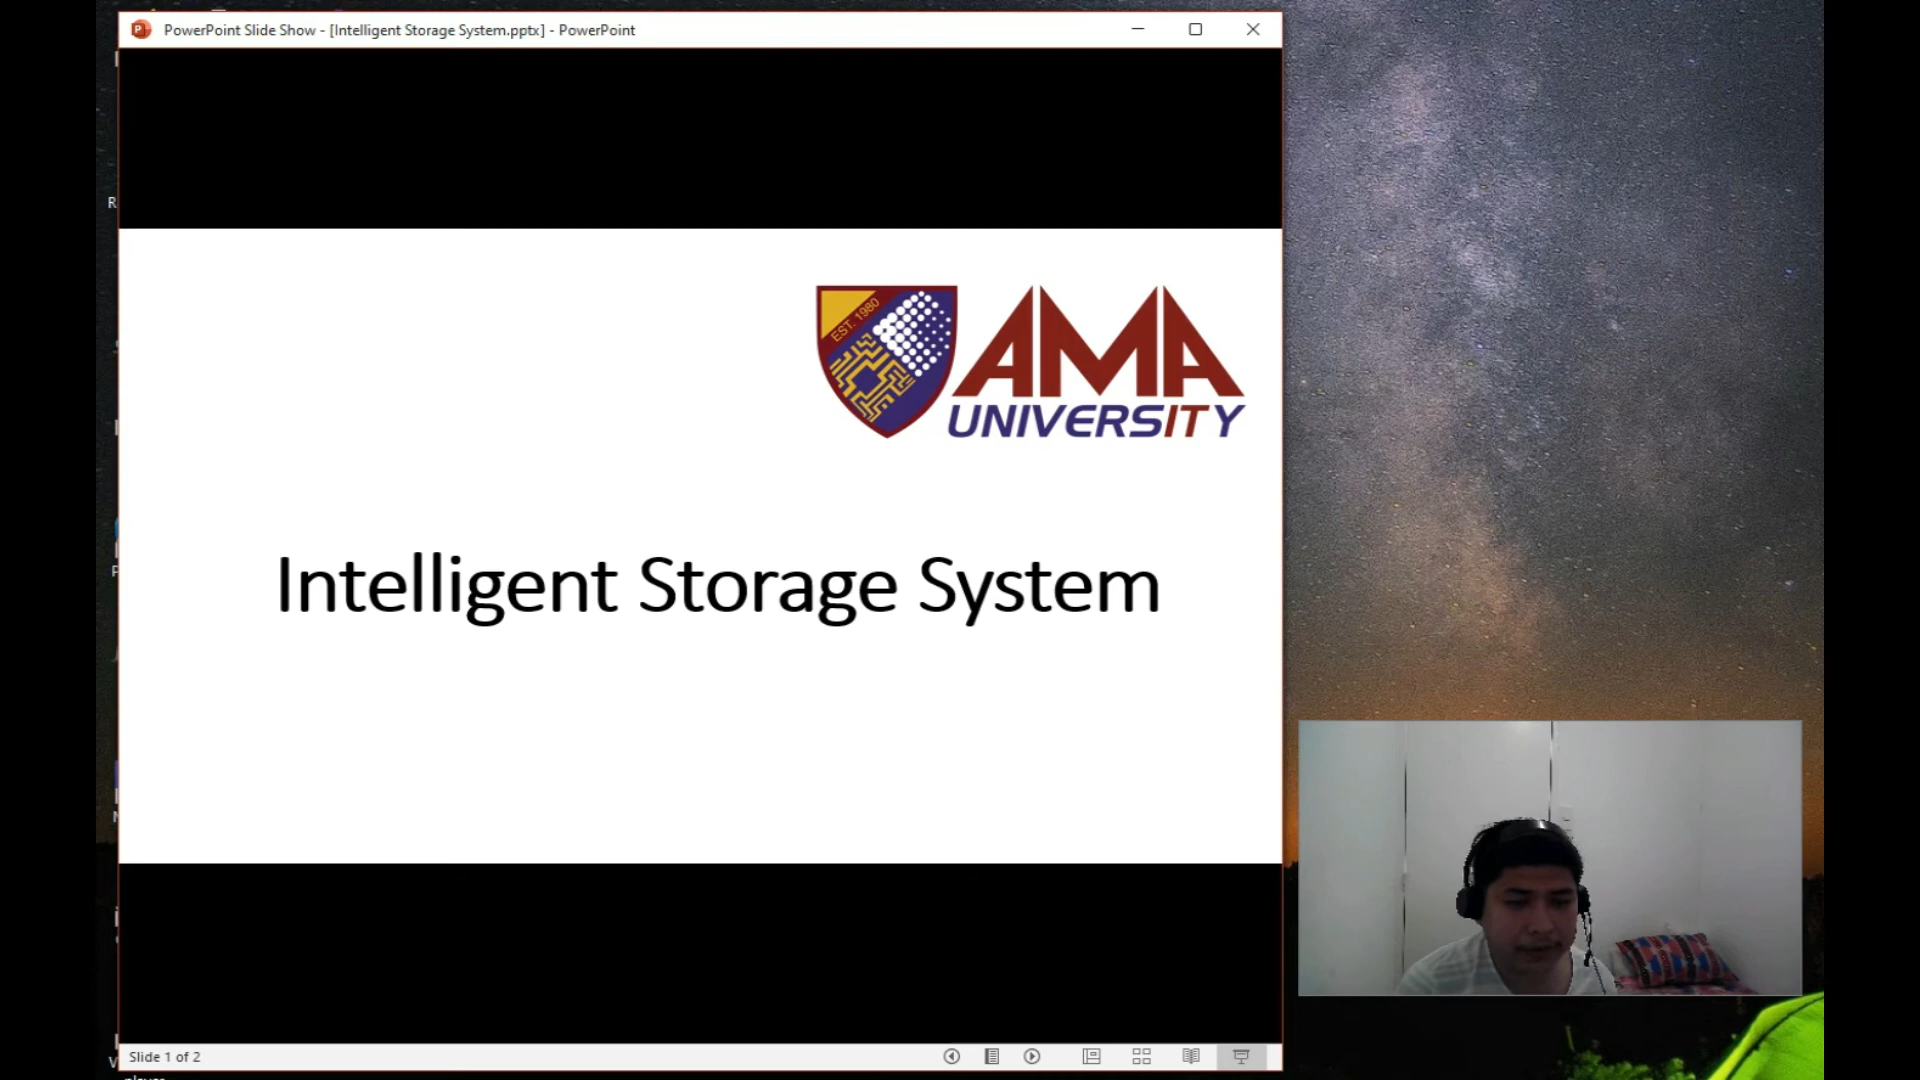 PowerPoint Slide Show - [Intelligent Storage System.pptx] - PowerPoint
R
EST. 1980
AMA
UNIVERSITY
Intelligent Storage System
Slide 1 of 2
player